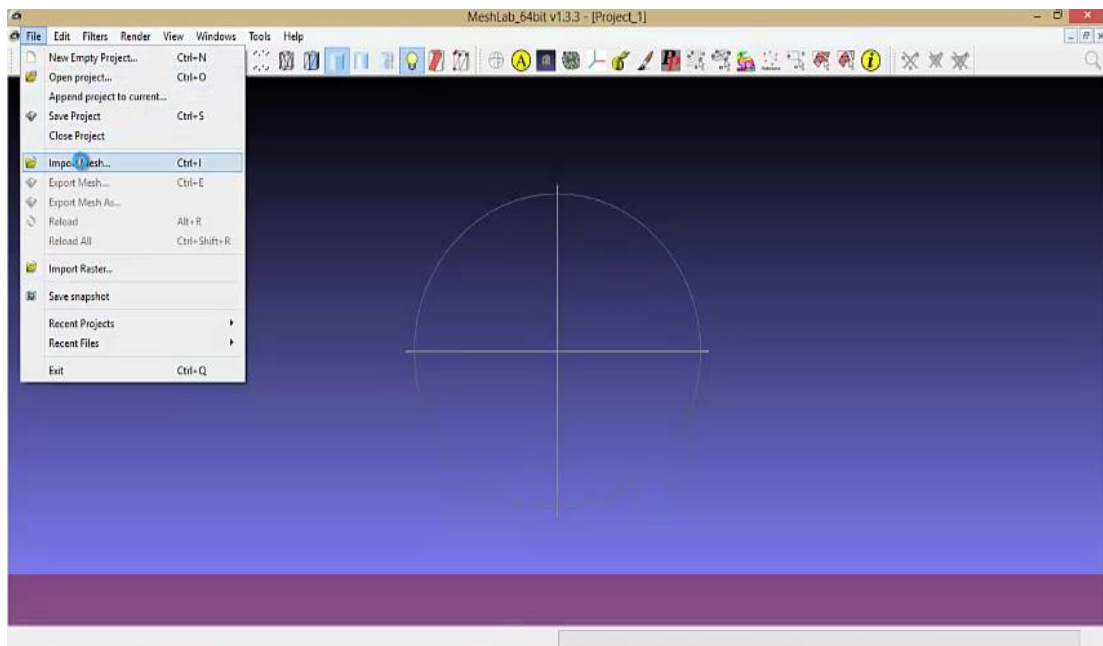 MeshLab_64bit v1.3.3 - [Project_1]
File Edit Filters Render View Windows Tools Help
New Empty Project... Ctrl+N
Open project... Ctrl+O
Append project to current...
Save Project Ctrl+S
Close Project
Import Mesh... Ctrl+I
Export Mesh... Ctrl+E
Export Mesh As...
Reload Alt+R
Reload All Ctrl+Shift+R
Import Raster...
Save snapshot
Recent Projects
Recent Files
Exit Ctrl+Q